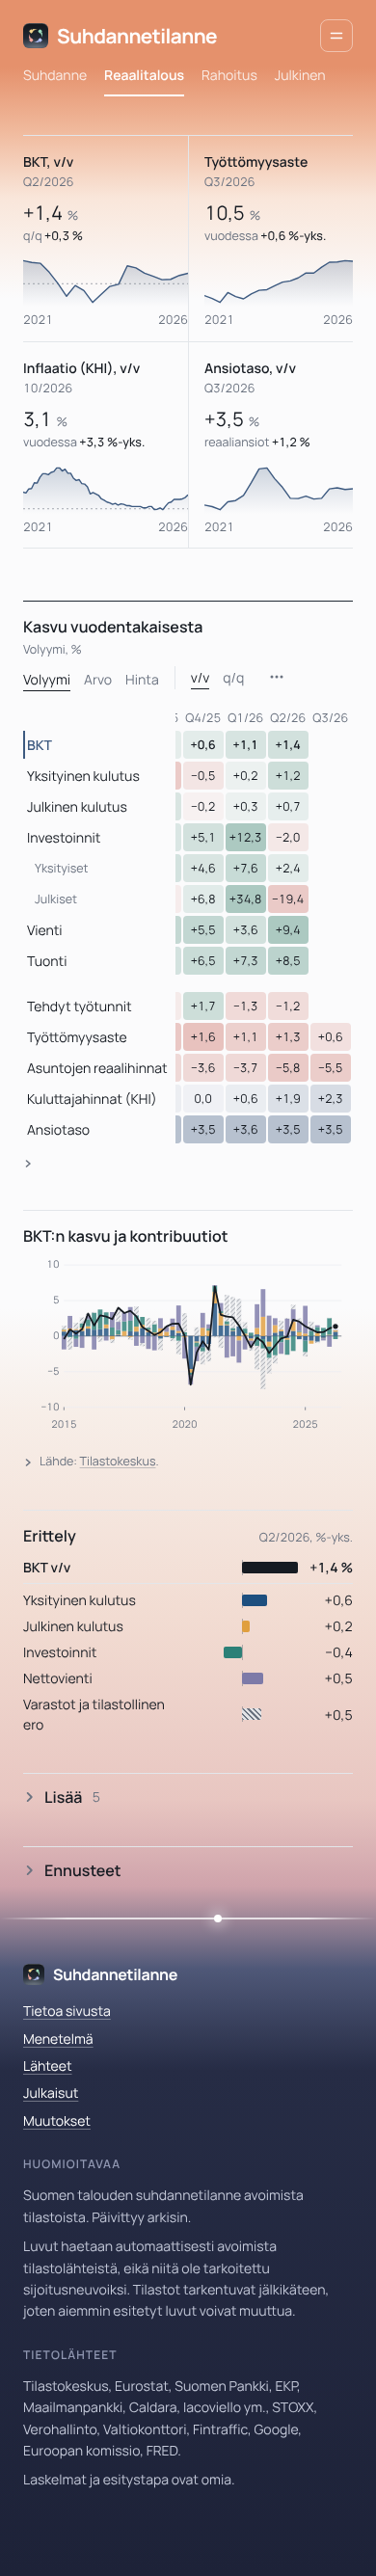 Suhdannetilanne
Suhdanne Reaalitalous Rahoitus Julkinen
BKT, v/v
Q2/2026
+1,4 %
q/q +0,3 %
2021 2026
Työttömyysaste
Q3/2026
10,5 %
vuodessa +0,6 %-yks.
2021 2026
Inflaatio (KHI), v/v
10/2026
3,1 %
vuodessa +3,3 %-yks.
2021 2026
Ansiotaso, v/v
Q3/2026
+3,5 %
reaaliansiot +1,2 %
2021 2026
Kasvu vuodentakaisesta
Volyymi, %
Volyymi Arvo Hinta v/v q/q •••
5 Q4/25 Q1/26 Q2/26 Q3/26
BKT +0,6 +1,1 +1,4
Yksityinen kulutus −0,5 +0,2 +1,2
Julkinen kulutus −0,2 +0,3 +0,7
Investoinnit +5,1 +12,3 −2,0
Yksityiset +4,6 +7,6 +2,4
Julkiset +6,8 +34,8 −19,4
Vienti +5,5 +3,6 +9,4
Tuonti +6,5 +7,3 +8,5
Tehdyt työtunnit +1,7 −1,3 −1,2
Työttömyysaste +1,6 +1,1 +1,3 +0,6
Asuntojen reaalihinnat −3,6 −3,7 −5,8 −5,5
Kuluttajahinnat (KHI) 0,0 +0,6 +1,9 +2,3
Ansiotaso +3,5 +3,6 +3,5 +3,5
BKT:n kasvu ja kontribuutiot
10
5
0
−5
−10
2015 2020 2025
Lähde: Tilastokeskus.
Erittely Q2/2026, %-yks.
BKT v/v +1,4 %
Yksityinen kulutus +0,6
Julkinen kulutus +0,2
Investoinnit −0,4
Nettovienti +0,5
Varastot ja tilastollinen
ero +0,5
Lisää 5
Ennusteet
Suhdannetilanne
Tietoa sivusta
Menetelmä
Lähteet
Julkaisut
Muutokset
HUOMIOITAVAA
Suomen talouden suhdannetilanne avoimista
tilastoista. Päivittyy arkisin.
Luvut haetaan automaattisesti avoimista
tilastolähteistä, eikä niitä ole tarkoitettu
sijoitusneuvoiksi. Tilastot tarkentuvat jälkikäteen,
joten aiemmin esitetyt luvut voivat muuttua.
TIETOLÄHTEET
Tilastokeskus, Eurostat, Suomen Pankki, EKP,
Maailmanpankki, Caldara, Iacoviello ym., STOXX,
Verohallinto, Valtiokonttori, Fintraffic, Google,
Euroopan komissio, FRED.
Laskelmat ja esitystapa ovat omia.